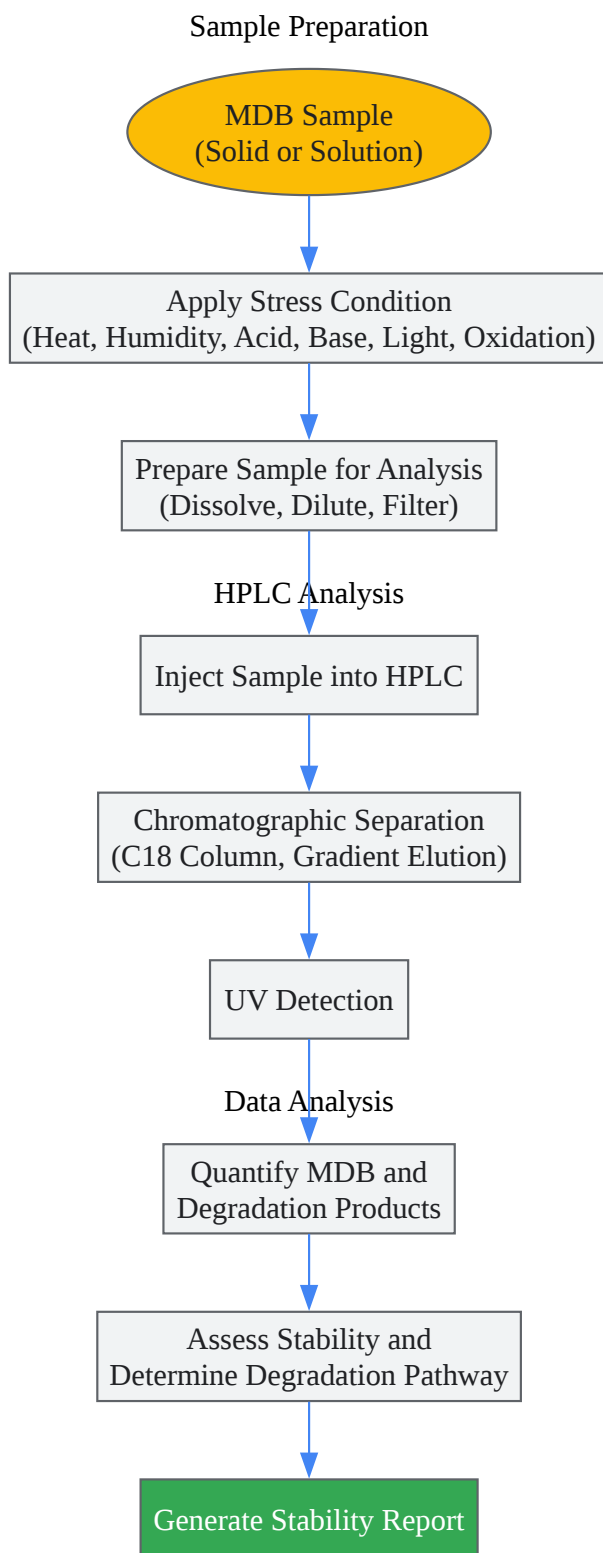 Sample Preparation
MDB Sample
(Solid or Solution)
Apply Stress Condition
(Heat, Humidity, Acid, Base, Light, Oxidation)
Prepare Sample for Analysis
(Dissolve, Dilute, Filter)
HPLC Analysis
Inject Sample into HPLC
Chromatographic Separation
(C18 Column, Gradient Elution)
UV Detection
Data Analysis
Quantify MDB and
Degradation Products
Assess Stability and
Determine Degradation Pathway
Generate Stability Report